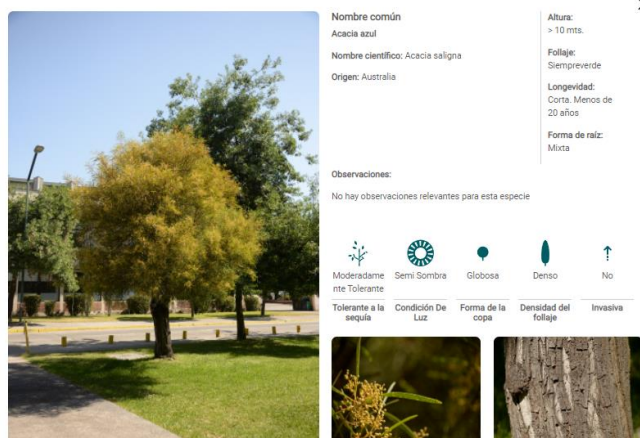 Nombre común
Acacia azul
Nombre científico: Acacia saligna
Origen: Australia
Altura:
> 10 mts.
Follaje:
Siempreverde
Longevidad:
Corta. Menos de
20 años
Forma de raíz:
Mixta
Observaciones:
No hay observaciones relevantes para esta especie
Moderadame
nte Tolerante
Tolerante a la
sequía
Semi Sombra
Condición De
Luz
Globosa
Forma de la
copa
Denso
Densidad del
follaje
No
Invasiva